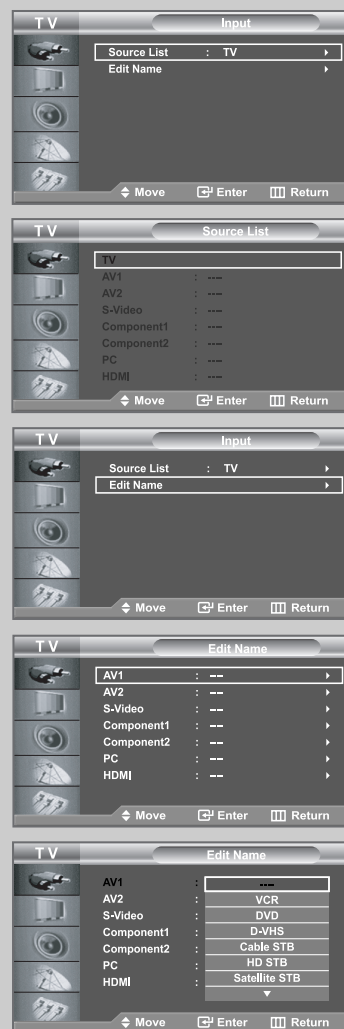 TV Input
Source List : TV
Edit Name
Move Enter Return
TV Source List
TV
AV1 : ----
AV2 : ----
S-Video : ----
Component1 : ----
Component2 : ----
PC : ----
HDMI : ----
Move Enter Return
TV Input
Source List : TV
Edit Name
Move Enter Return
TV Edit Name
AV1 : --
AV2 : --
S-Video : --
Component1 : --
Component2 : --
PC : --
HDMI : --
Move Enter Return
TV Edit Name
AV1 : ----
AV2 : VCR
S-Video : DVD
Component1 : D-VHS
Component2 : Cable STB
PC : HD STB
HDMI : Satellite STB
Move Enter Return